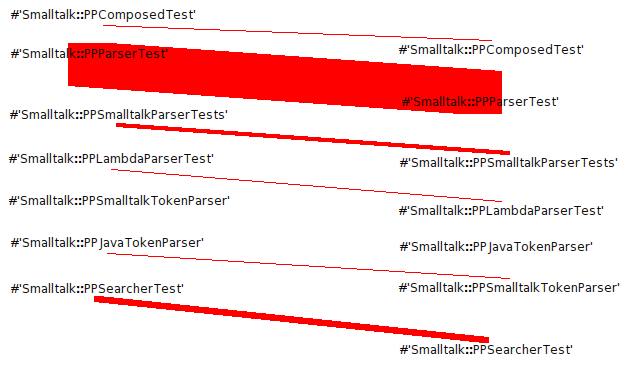 #'Smalltalk::PPComposedTest'
#'Smalltalk::PPComposedTest'
#'Smalltalk::PPParserTest'
#'Smalltalk::PPParserTest'
#'Smalltalk::PPSmalltalkParserTests'
#'Smalltalk::PPSmalltalkParserTests'
#'Smalltalk::PPLambdaParserTest'
#'Smalltalk::PPSmalltalkTokenParser'
#'Smalltalk::PPLambdaParserTest'
#'Smalltalk::PPJavaTokenParser'
#'Smalltalk::PPJavaTokenParser'
#'Smalltalk::PPSearcherTest'
#'Smalltalk::PPSmalltalkTokenParser'
#'Smalltalk::PPSearcherTest'